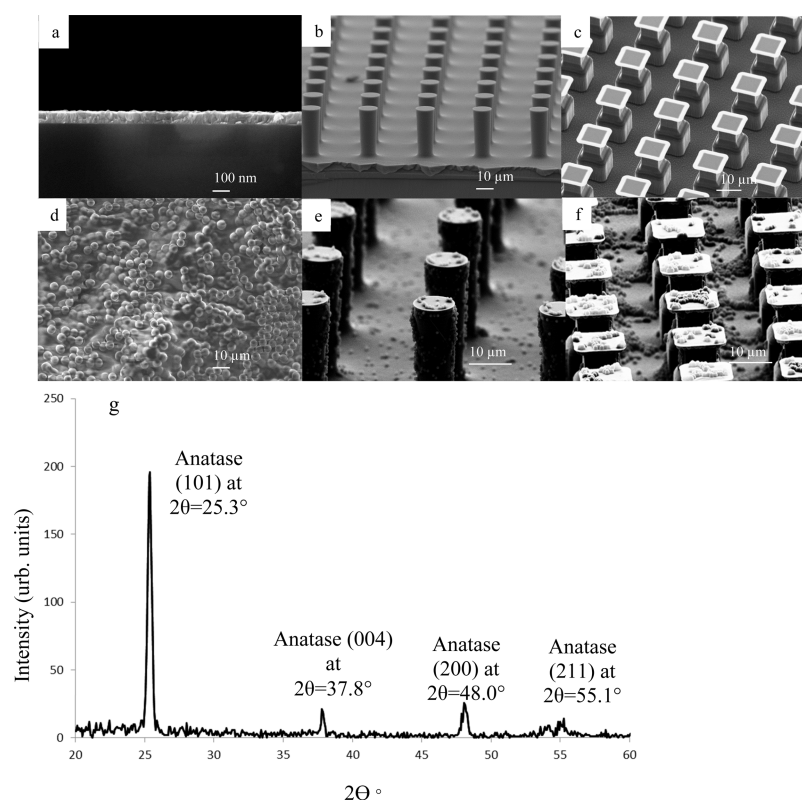 a
b
c
100 nm
10 µm
10 µm
d
e
f
10 µm
10 µm
10 µm
g
250
200
150
100
50
0
Intensity (urb. units)
Anatase
(101) at
2θ=25.3°
Anatase (004)
at
2θ=37.8°
Anatase
(200) at
2θ=48.0°
Anatase
(211) at
2θ=55.1°
20 25 30 35 40 45 50 55 60
2Θ °